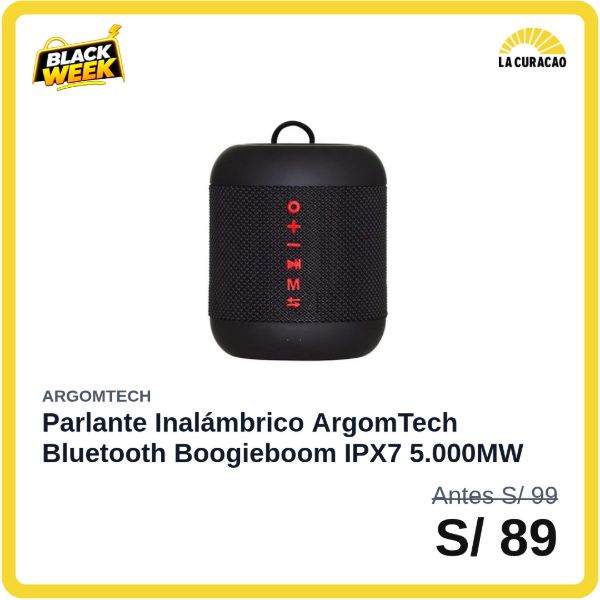 BLACK
WEEK
LA CURACAO
M
ARGOMTECH
Parlante Inalámbrico ArgomTech
Bluetooth Boogieboom IPX7 5.000MW
Antes S/ 99
S/ 89